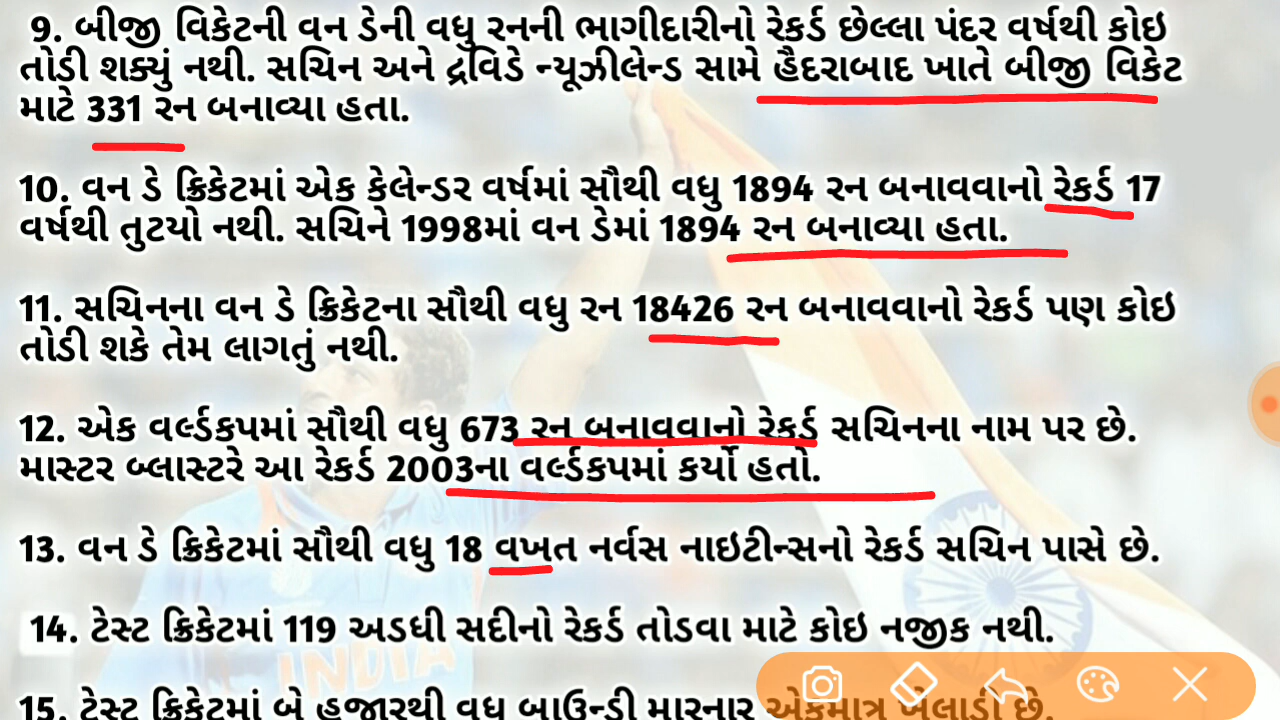 9. બીજી વિકેટની વન ડેની વધુ રનની ભાગીદારીનો રેકર્ડ છેલ્લા પંદર વર્ષથી કોઇ
તોડી શક્યું નથી. સચિન અને દ્રવિડે ન્યૂઝીલેન્ડ સામે હૈદરાબાદ ખાતે બીજી વિકેટ
માટે 331 રન બનાવ્યા હતા.
10. વન ડે ક્રિકેટમાં એક કેલેન્ડર વર્ષમાં સૌથી વધુ 1894 રન બનાવવાનો રેકર્ડ 17
વર્ષથી તુટયો નથી. સચિને 1998માં વન ડેમાં 1894 રન બનાવ્યા હતા.
11. સચિનના વન ડે ક્રિકેટના સૌથી વધુ રન 18426 રન બનાવવાનો રેકર્ડ પણ કોઇ
તોડી શકે તેમ લાગતું નથી.
12. એક વર્લ્ડકપમાં સૌથી વધુ 673 રન બનાવવાનો રેકર્ડ સચિનના નામ પર છે.
માસ્ટર બ્લાસ્ટરે આ રેકર્ડ 2003ના વર્લ્ડકપમાં કર્યો હતો.
13. વન ડે ક્રિકેટમાં સૌથી વધુ 18 વખત નર્વસ નાઇટીન્સનો રેકર્ડ સચિન પાસે છે.
14. ટેસ્ટ ક્રિકેટમાં 119 અડધી સદીનો રેકર્ડ તોડવા માટે કોઇ નજીક નથી.
15. ટેસ્ટ ક્રિકેટમાં બે હજારથી વધુ બાઉન્ડ્રી મારનાર એકમાત્ર ખેલાડી છે.
INDIA